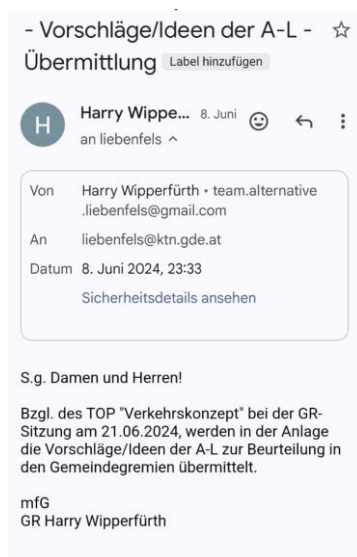 - Vorschläge/Ideen der A-L -
Übermittlung Label hinzufügen
H
Harry Wippe... 8. Juni
an liebenfels
Von Harry Wipperfürth • team.alternative
.liebenfels@gmail.com
An liebenfels@ktn.gde.at
Datum 8. Juni 2024, 23:33
Sicherheitsdetails ansehen
S.g. Damen und Herren!
Bzgl. des TOP "Verkehrskonzept" bei der GR-
Sitzung am 21.06.2024, werden in der Anlage
die Vorschläge/Ideen der A-L zur Beurteilung in
den Gemeindegremien übermittelt.
mfG
GR Harry Wipperfürth